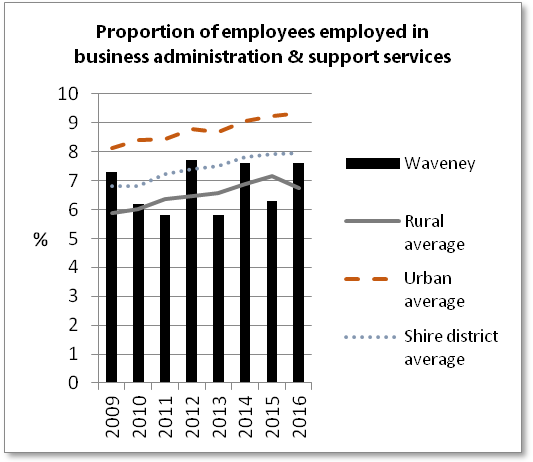 Proportion of employees employed in
business administration & support services
10
9
8
7
6
5
4
3
2
1
0
%
2009
2010
2011
2012
2013
2014
2015
2016
Waveney
Rural
average
Urban
average
Shire district
average